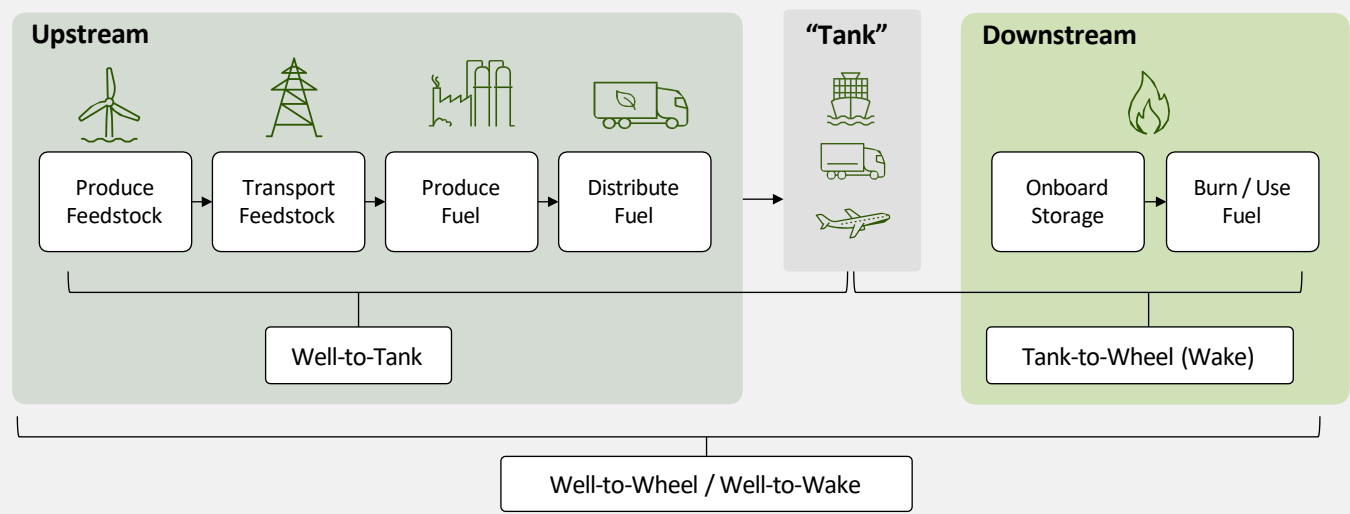 Upstream
“Tank”
Downstream
Produce
Feedstock
Transport
Feedstock
Produce
Fuel
Distribute
Fuel
Onboard
Storage
Burn / Use
Fuel
Well-to-Tank
Tank-to-Wheel (Wake)
Well-to-Wheel / Well-to-Wake